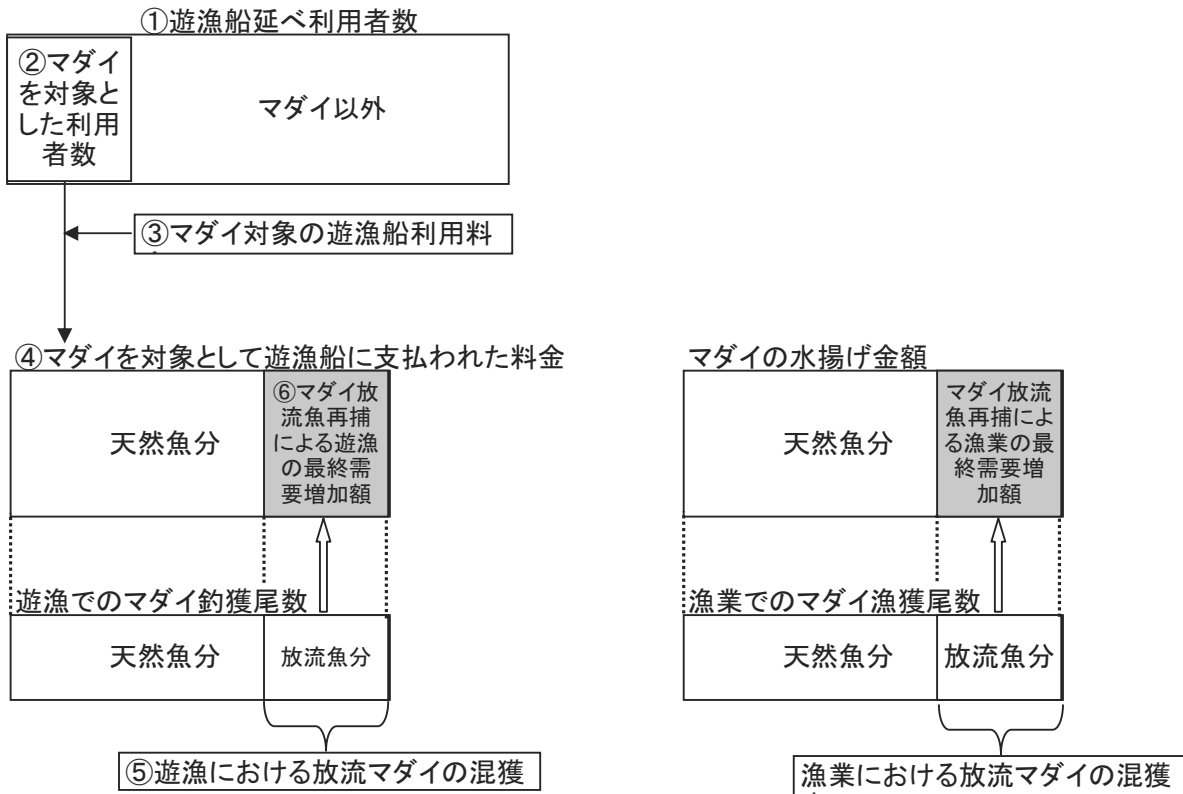 ①遊漁船延べ利用者数
②マダイ
を対象と
した利用
者数
マダイ以外
③マダイ対象の遊漁船利用料
④マダイを対象として遊漁船に支払われた料金
天然魚分
⑥マダイ放
流魚再捕
による遊漁
の最終需
要増加額
遊漁でのマダイ釣獲尾数
天然魚分
放流魚分
⑤遊漁における放流マダイの混獲
マダイの水揚げ金額
天然魚分
マダイ放流
魚再捕によ
る漁業の最
終需要増
加額
漁業でのマダイ漁獲尾数
天然魚分
放流魚分
漁業における放流マダイの混獲